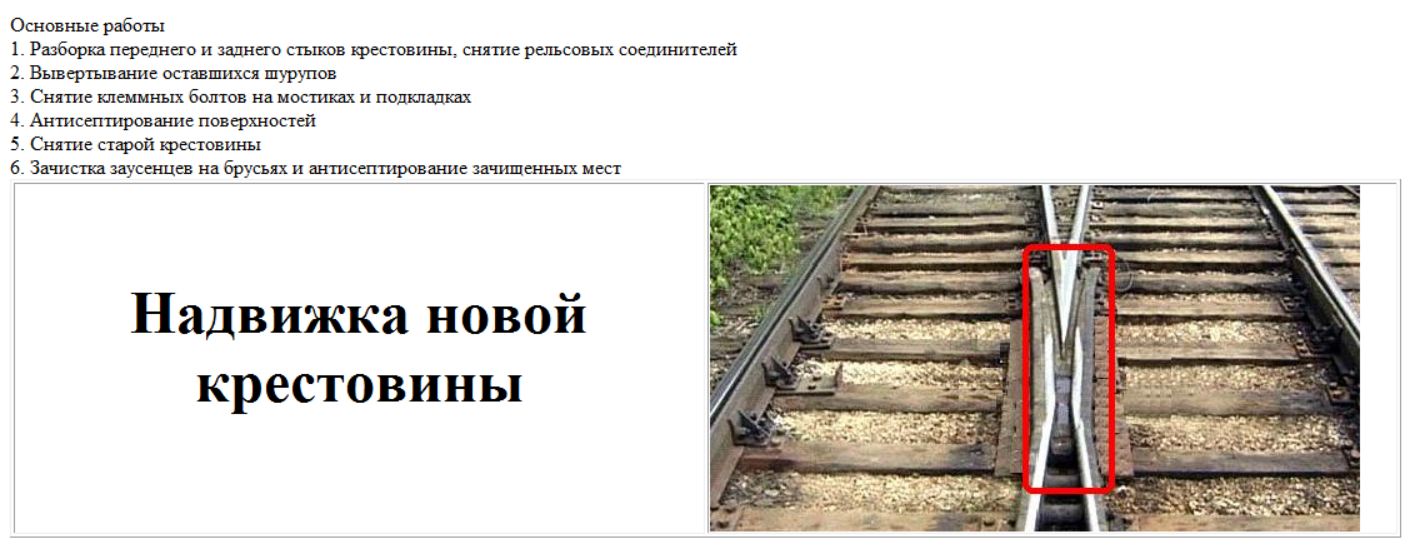 Основные работы
1. Разборка переднего и заднего стыков крестовины, снятие рельсовых соединителей
2. Вывертывание оставшихся шурупов
3. Снятие клеммных болтов на мостиках и подкладках
4. Антисептирование поверхностей
5. Снятие старой крестовины
6. Зачистка заусенцев на брусьях и антисептирование зачищенных мест
Надвижка новой
крестовины